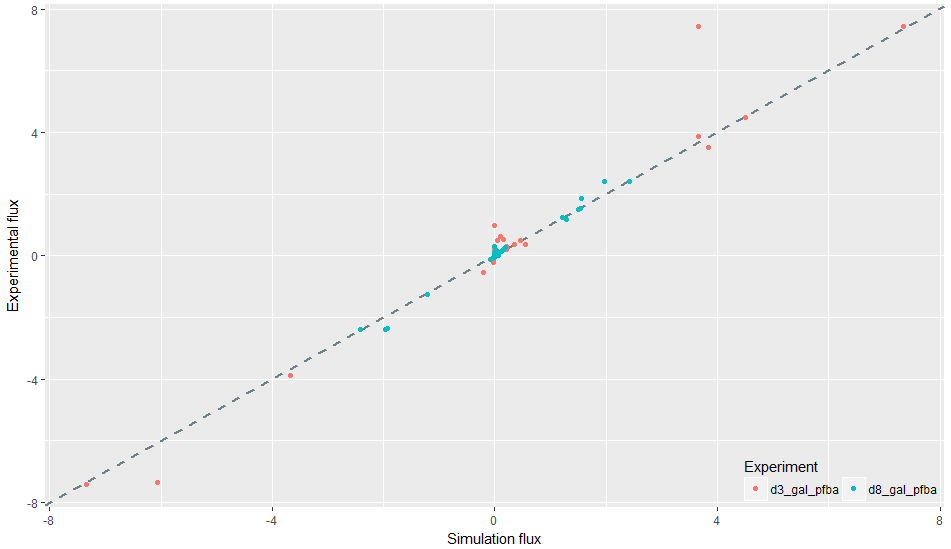 Experimental flux
8
4
0
-4
-8
-8
-4
0
4
8
Simulation flux
Experiment
d3_gal_pfba d8_gal_pfba